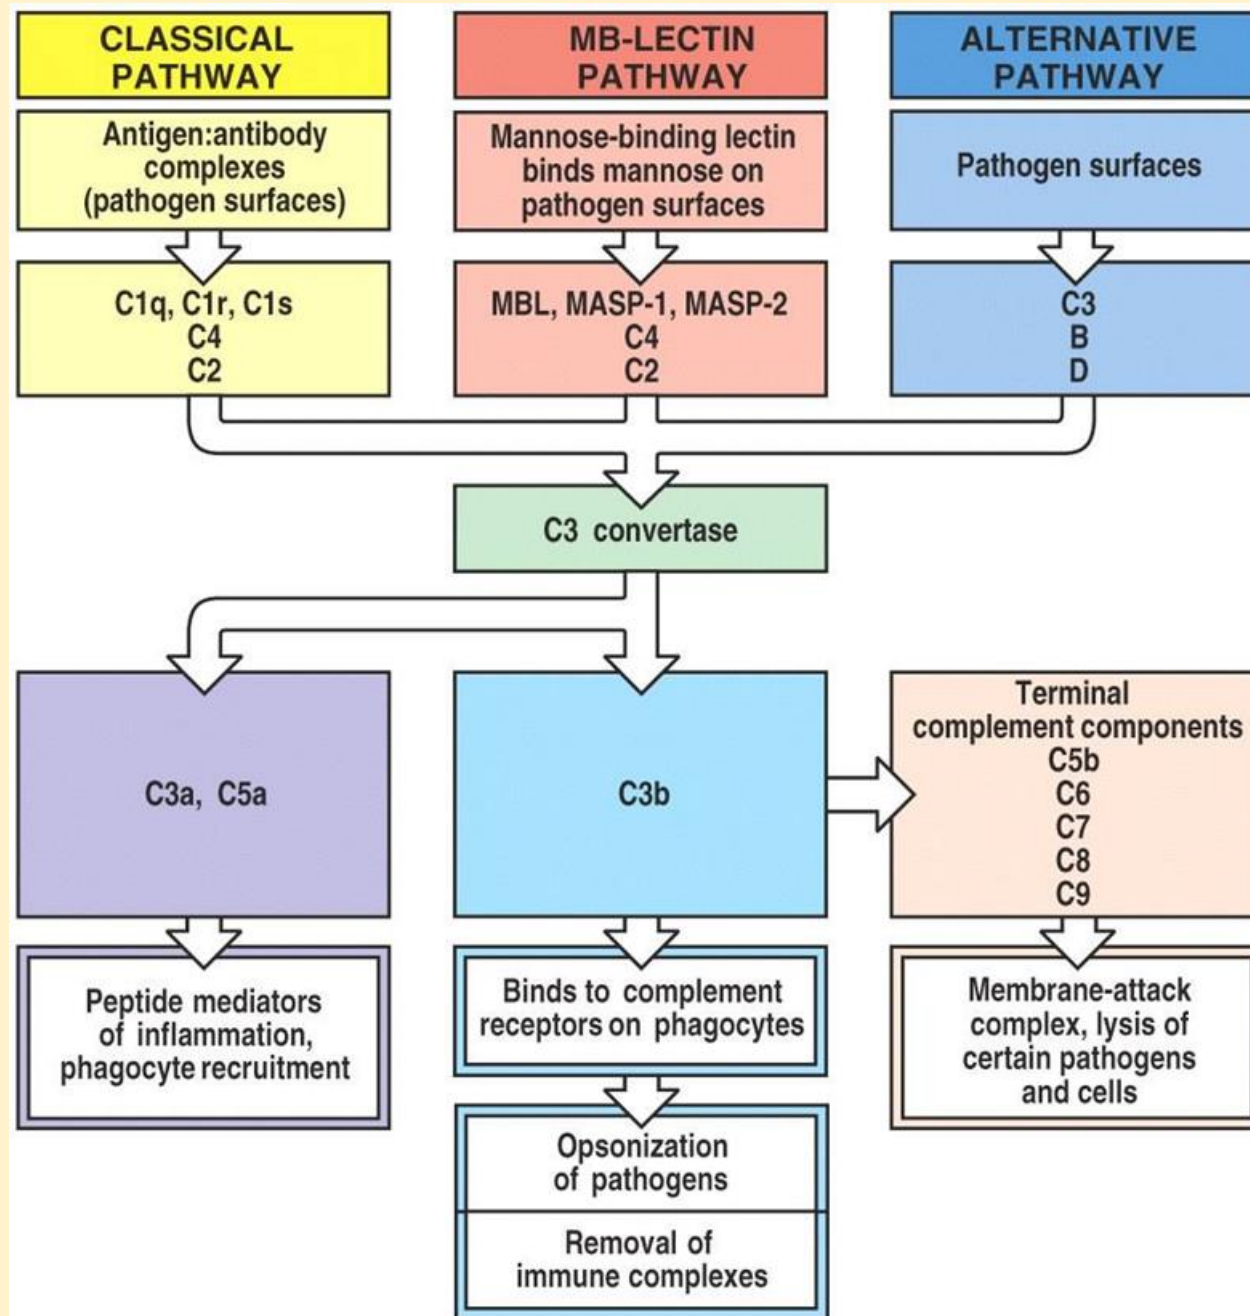 CLASSICAL
PATHWAY
MB-LECTIN
PATHWAY
ALTERNATIVE
PATHWAY
Antigen:antibody
complexes
(pathogen surfaces)
Mannose-binding lectin
binds mannose on
pathogen surfaces
Pathogen surfaces
C1q, C1r, C1s
C4
C2
MBL, MASP-1, MASP-2
C4
C2
C3
B
D
C3 convertase
C3a, C5a
C3b
Terminal
complement components
C5b
C6
C7
C8
C9
Peptide mediators
of inflammation,
phagocyte recruitment
Binds to complement
receptors on phagocytes
Membrane-attack
complex, lysis of
certain pathogens
and cells
Opsonization
of pathogens
Removal of
immune complexes